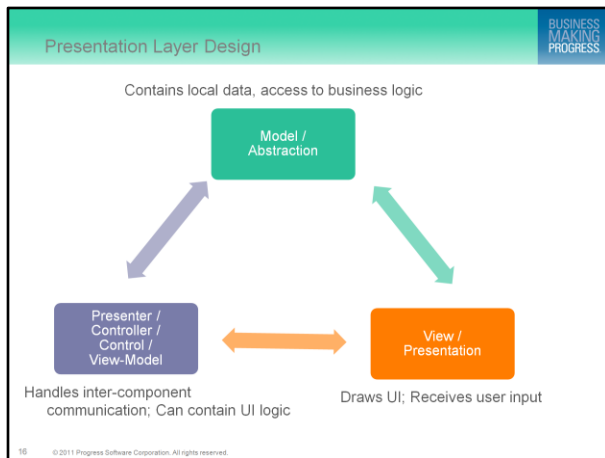 Presentation Layer Design
BUSINESS
MAKING
PROGRESS
Contains local data, access to business logic
Model /
Abstraction
Presenter /
Controller /
Control /
View-Model
View /
Presentation
Handles inter-component
communication; Can contain UI logic
Draws UI; Receives user input
16
© 2011 Progress Software Corporation. All rights reserved.